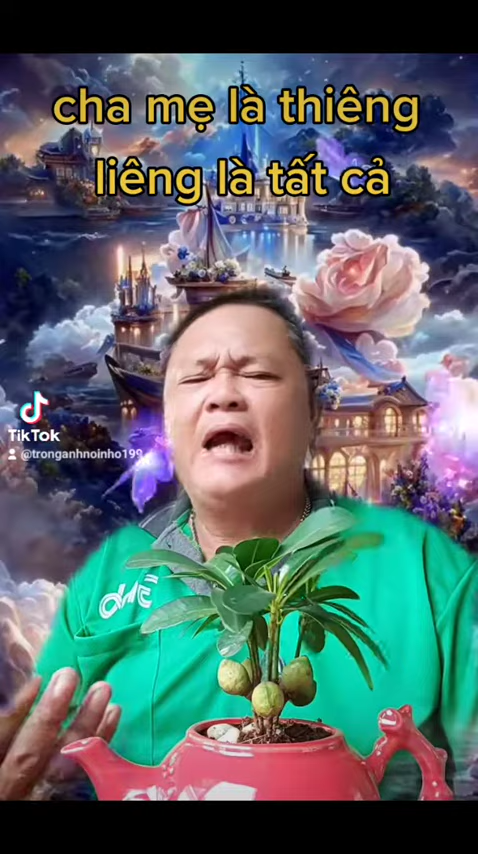 cha mẹ là thiêng
liêng là tất cả
TikTok
@tronganhnoinho199